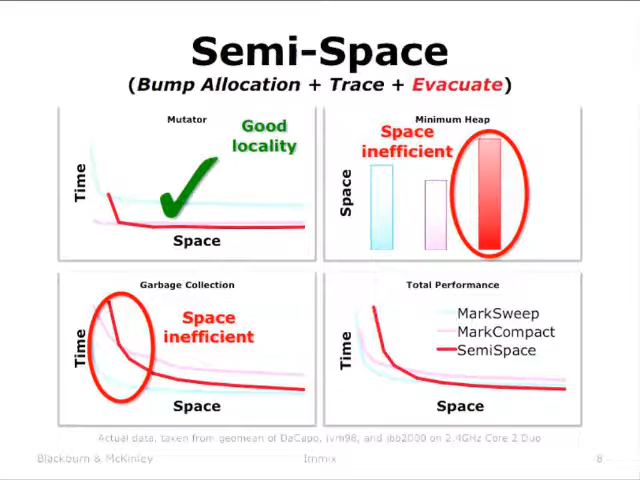 Semi-Space
(Bump Allocation + Trace + Evacuate)
Mutator
Good
locality
Time
Space
Minimum Heap
Space
inefficient
Space
Garbage Collection
Space
inefficient
Time
Space
Total Performance
MarkSweep
MarkCompact
SemiSpace
Time
Space
Actual data, taken from geomean of DaCapo, jvm98, and jbb2000 on 2.4GHz Core 2 Duo
Blackburn & McKinley
Immix
8